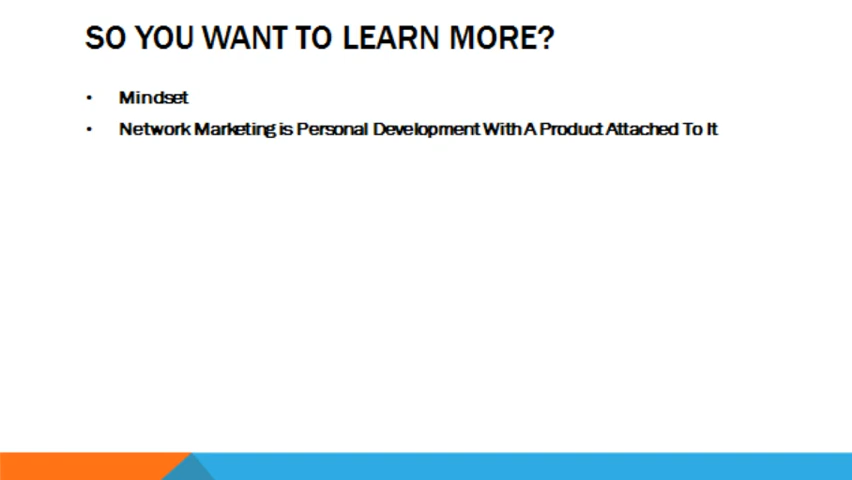 SO YOU WANT TO LEARN MORE?
• Mindset
• Network Marketing is Personal Development With A Product Attached To It